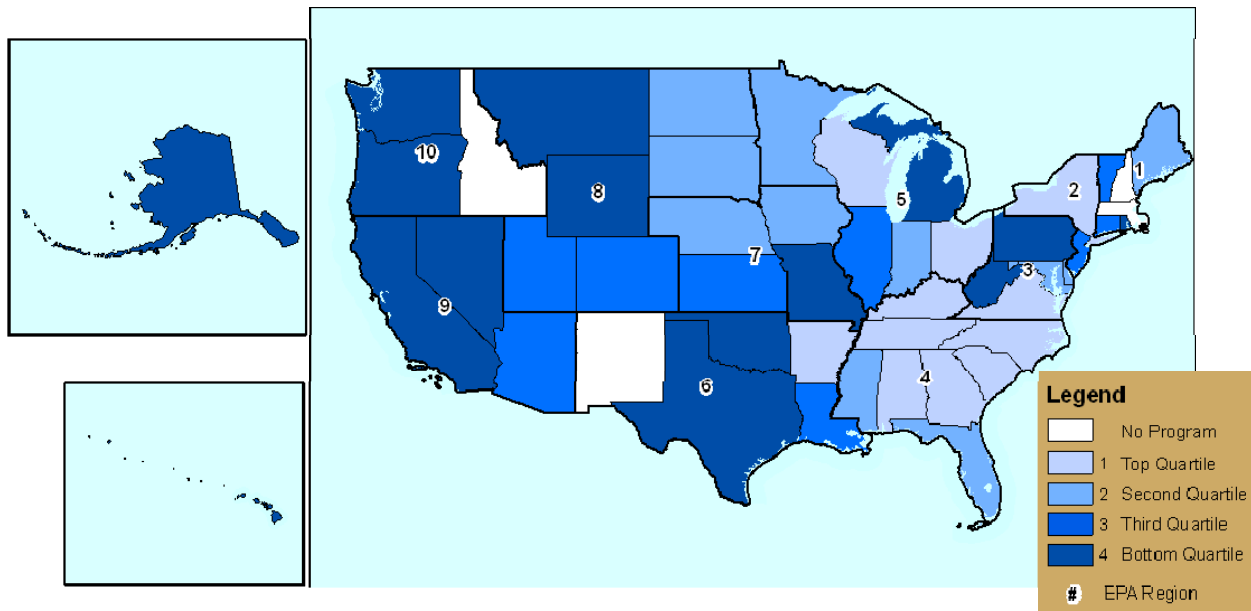 10
8
9
7
5
2
1
3
6
4
Legend
No Program
1 Top Quartile
2 Second Quartile
3 Third Quartile
4 Bottom Quartile
# EPA Region